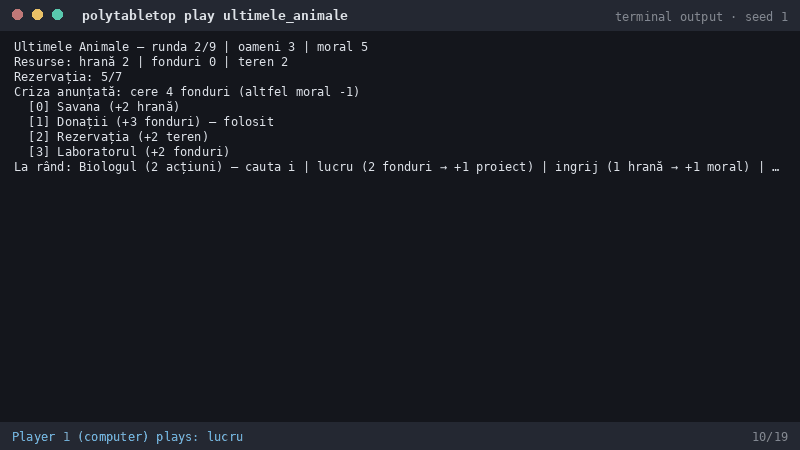 polytabletop play ultimele_animale
terminal output · seed 1
Ultimele Animale — runda 2/9 | oameni 3 | moral 5
Resurse: hrană 2 | fonduri 0 | teren 2
Rezervația: 5/7
Criza anunțată: cere 4 fonduri (altfel moral -1)
[0] Savana (+2 hrană)
[1] Donații (+3 fonduri) — folosit
[2] Rezervația (+2 teren)
[3] Laboratorul (+2 fonduri)
La rând: Biologul (2 acțiuni) — cauta i | lucru (2 fonduri → +1 proiect) | ingrij (1 hrană → +1 moral) | …
Player 1 (computer) plays: lucru
10/19